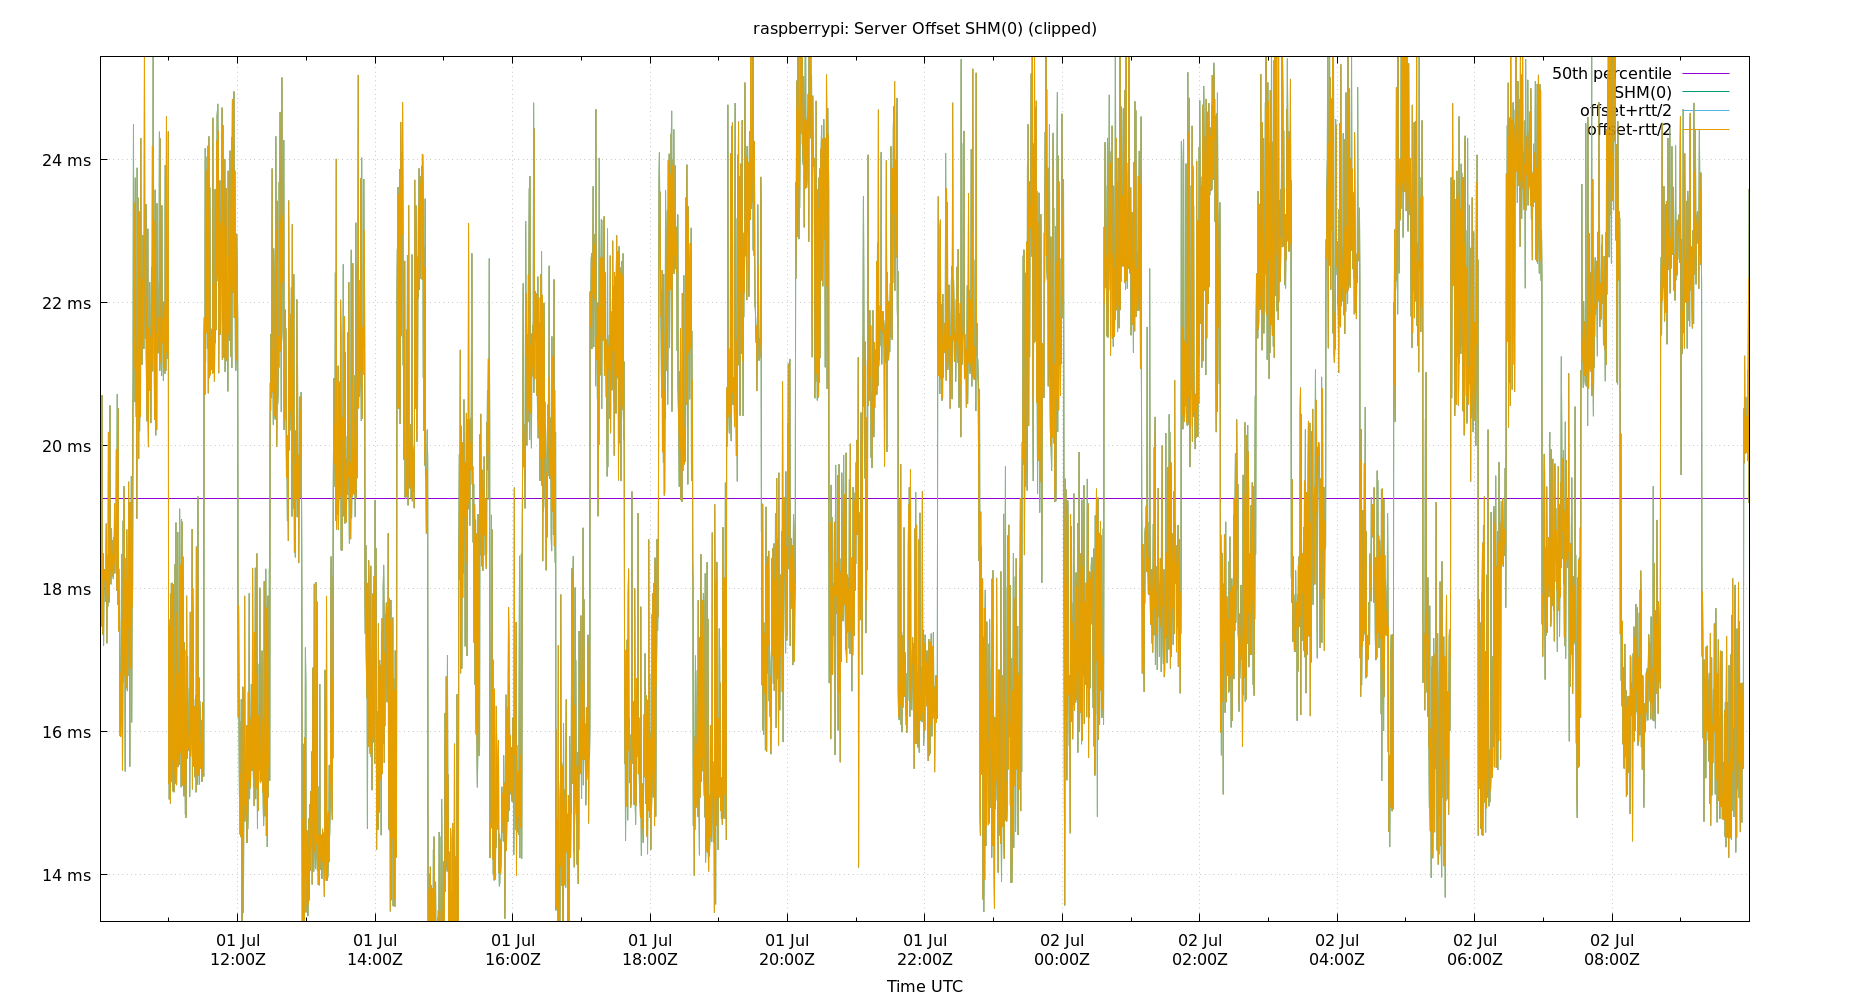 raspberrypi: Server Offset SHM(0) (clipped)
50th percentile
SHM(0)
offset+rtt/2
offset-rtt/2
24 ms
22 ms
20 ms
18 ms
16 ms
14 ms
01 Jul 01 Jul 01 Jul 01 Jul 01 Jul 01 Jul 02 Jul 02 Jul 02 Jul 02 Jul 02 Jul
12:00Z 14:00Z 16:00Z 18:00Z 20:00Z 22:00Z 00:00Z 02:00Z 04:00Z 06:00Z 08:00Z
Time UTC